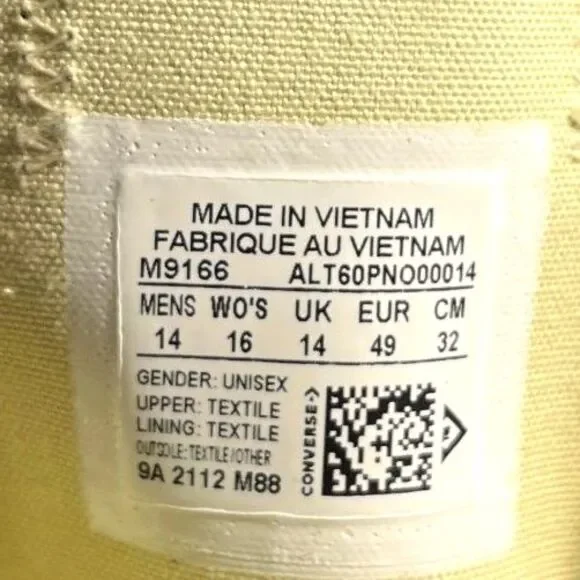 MADE IN VIETNAM
FABRIQUE AU VIETNAM
M9166 ALT60PNO00014
MENS WO'S UK EUR CM
14 16 14 49 32
GENDER: UNISEX
UPPER: TEXTILE
LINING: TEXTILE
OUTSOLE: TEXTILE/OTHER
9A 2112 M88
CONVERSE